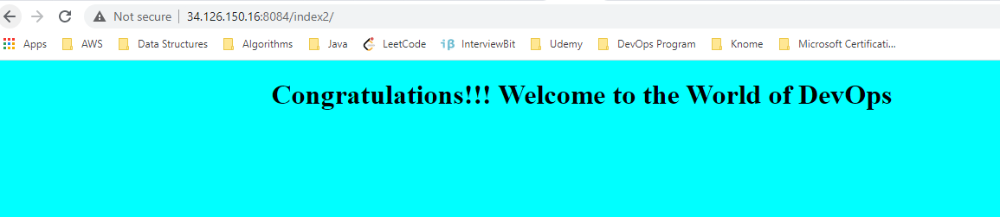 Not secure 34.126.150.16:8084/index2/
Apps AWS Data Structures Algorithms Java LeetCode iβ InterviewBit Udemy DevOps Program Knome Microsoft Certificati...
Congratulations!!! Welcome to the World of DevOps